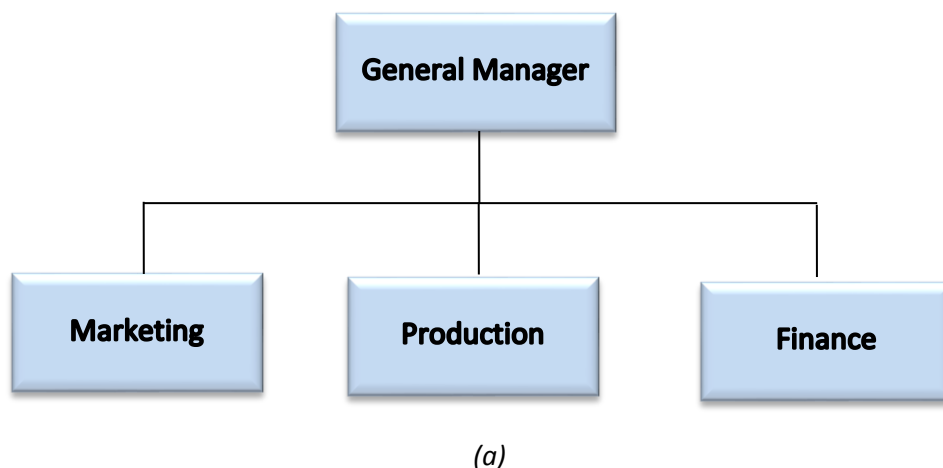 General Manager
Marketing
Production
Finance
(a)